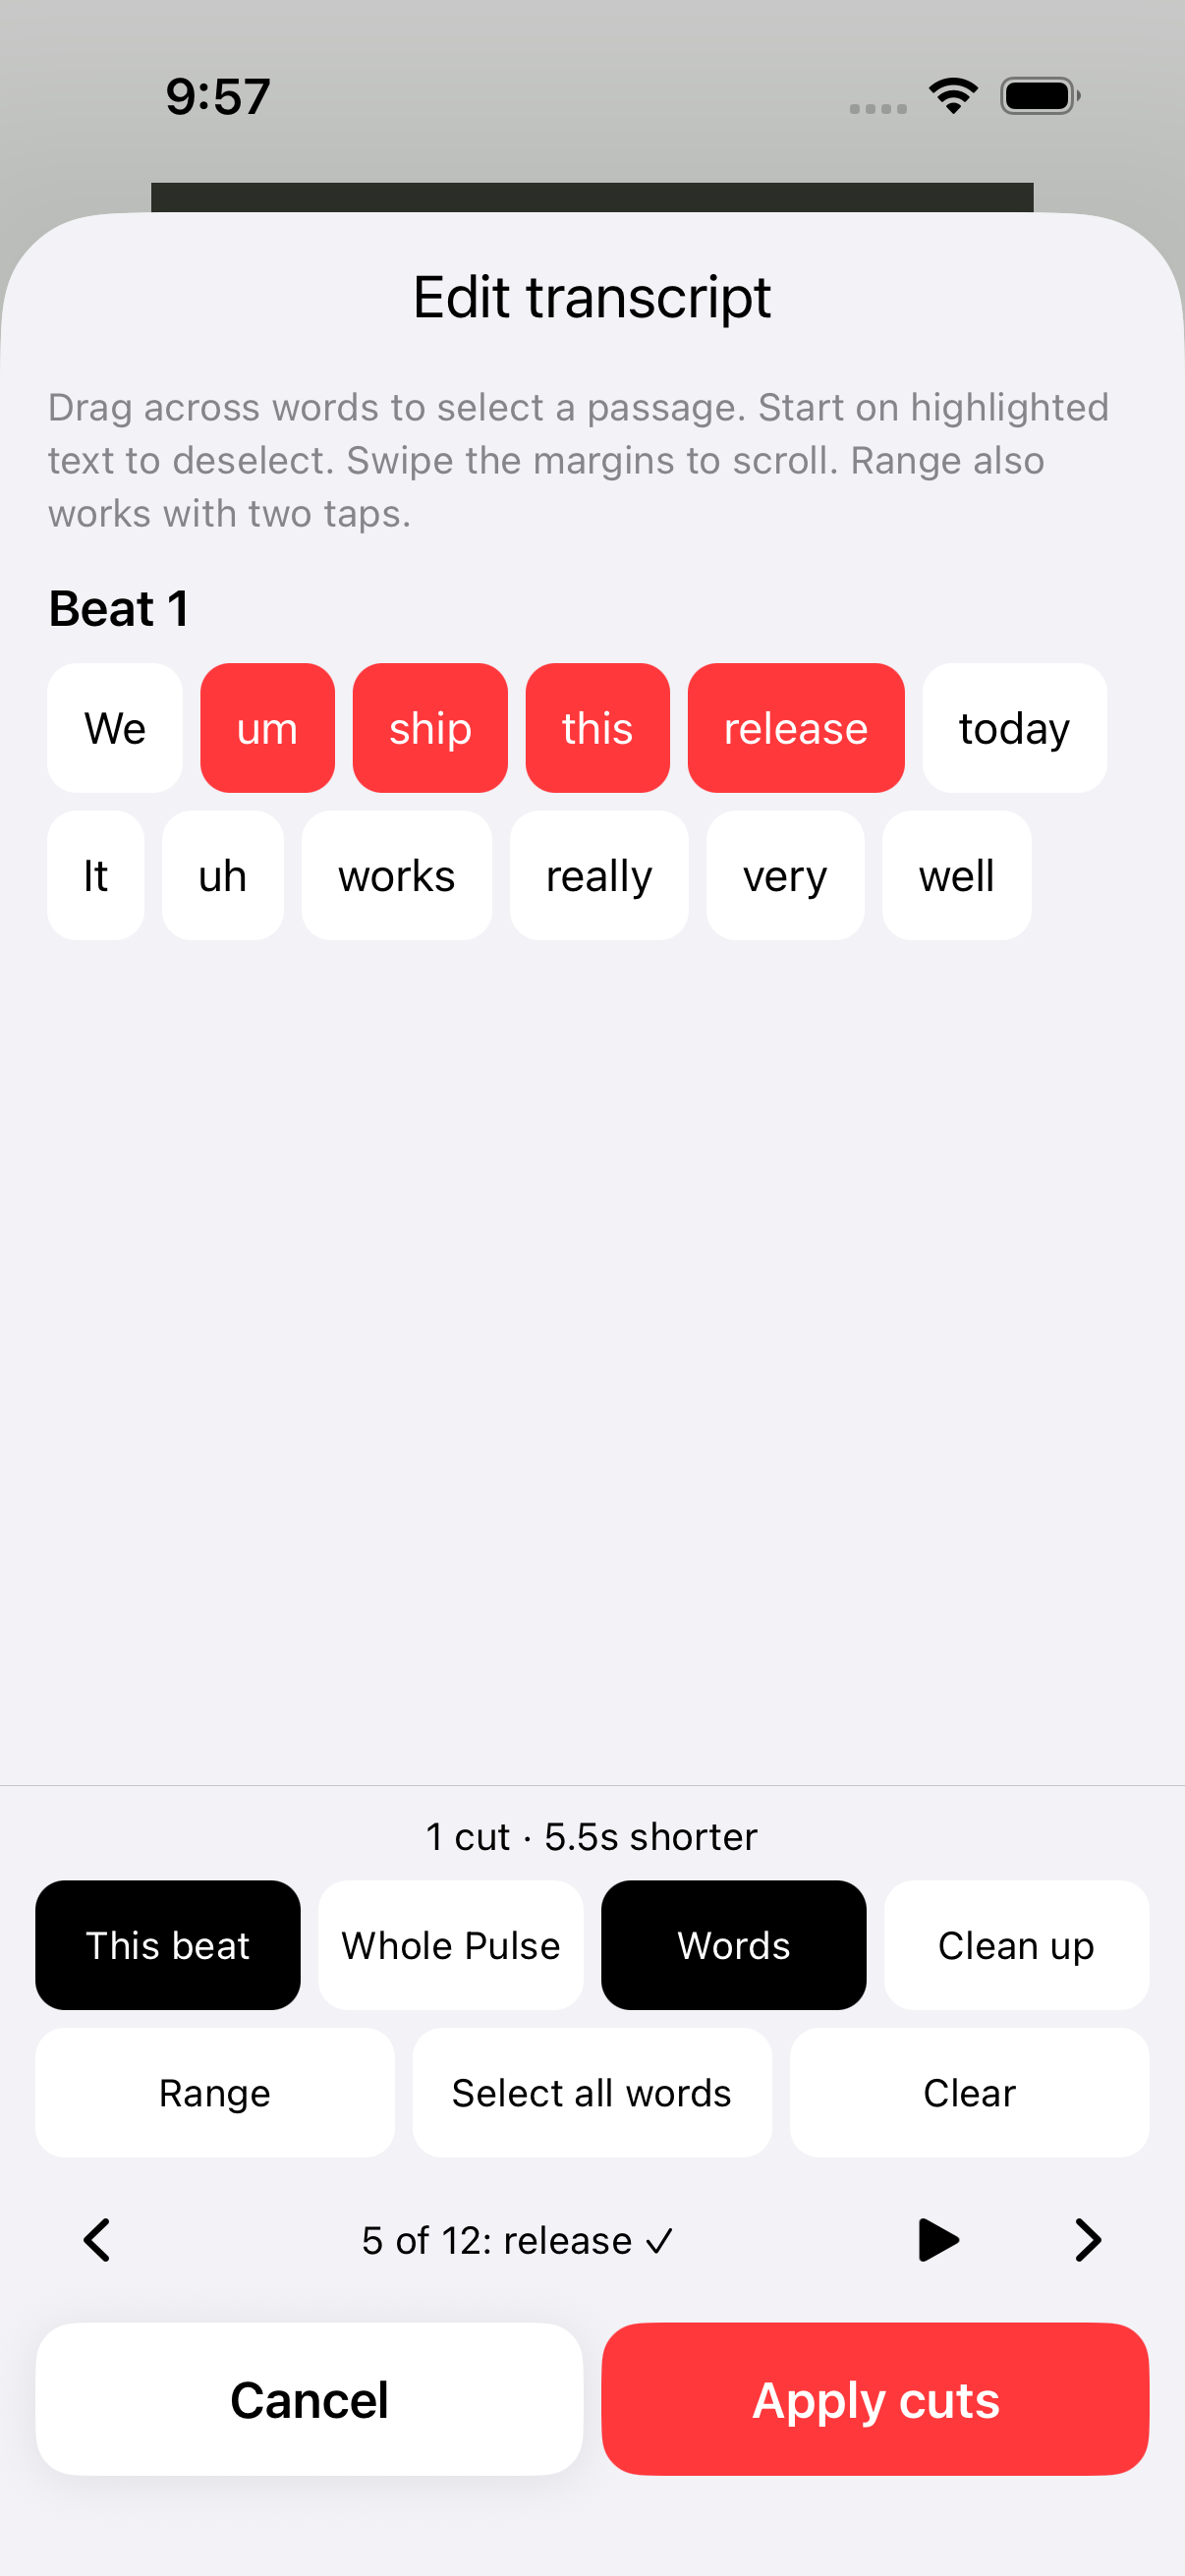 9:57
Edit transcript
Drag across words to select a passage. Start on highlighted
text to deselect. Swipe the margins to scroll. Range also
works with two taps.
Beat 1
We um ship this release today
It uh works really very well
1 cut · 5.5s shorter
This beat Whole Pulse Words Clean up
Range Select all words Clear
5 of 12: release ✓
Cancel Apply cuts